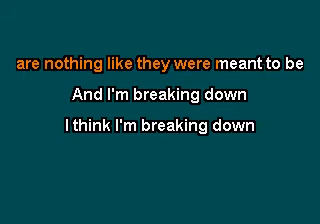 are nothing like they were meant to be
And I'm breaking down
I think I'm breaking down